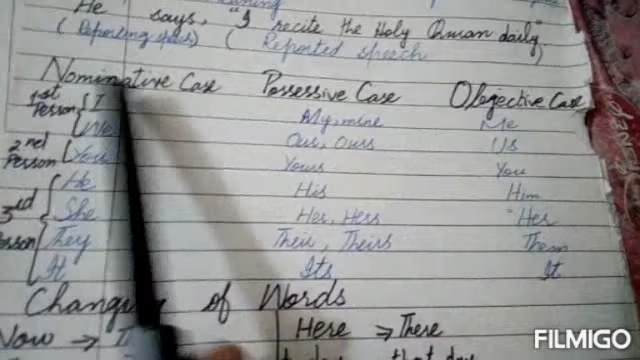 He says, "I recite the Holy Quran daily".
(Reporting speech) (Reported speech
Nominative Case Possessive Case Objective Case
1st Person I My, mine Me
We Our, Ours Us
2nd Person You Yours You
3rd Person He His Him
She Her, Hers Her
They Their, Theirs Them
It Its It
Changing of Words
Now → Here → There
that day
FILMIGO